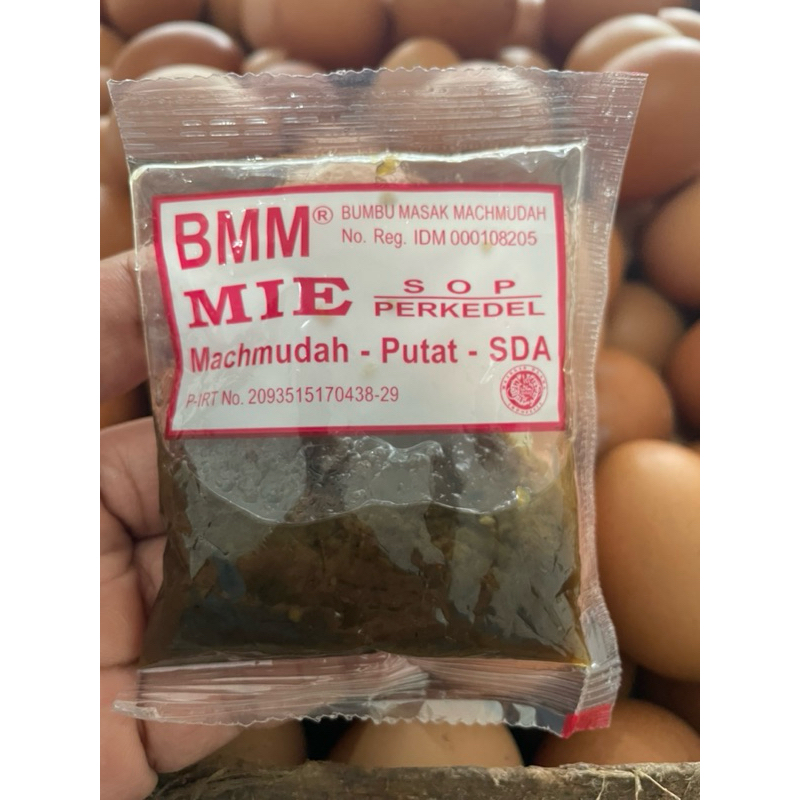 BMM® BUMBU MASAK MACHMUDAH
No. Reg. IDM 000108205
MIE SOP
PERKEDEL
Machmudah - Putat - SDA
P-IRT No. 2093515170438-29